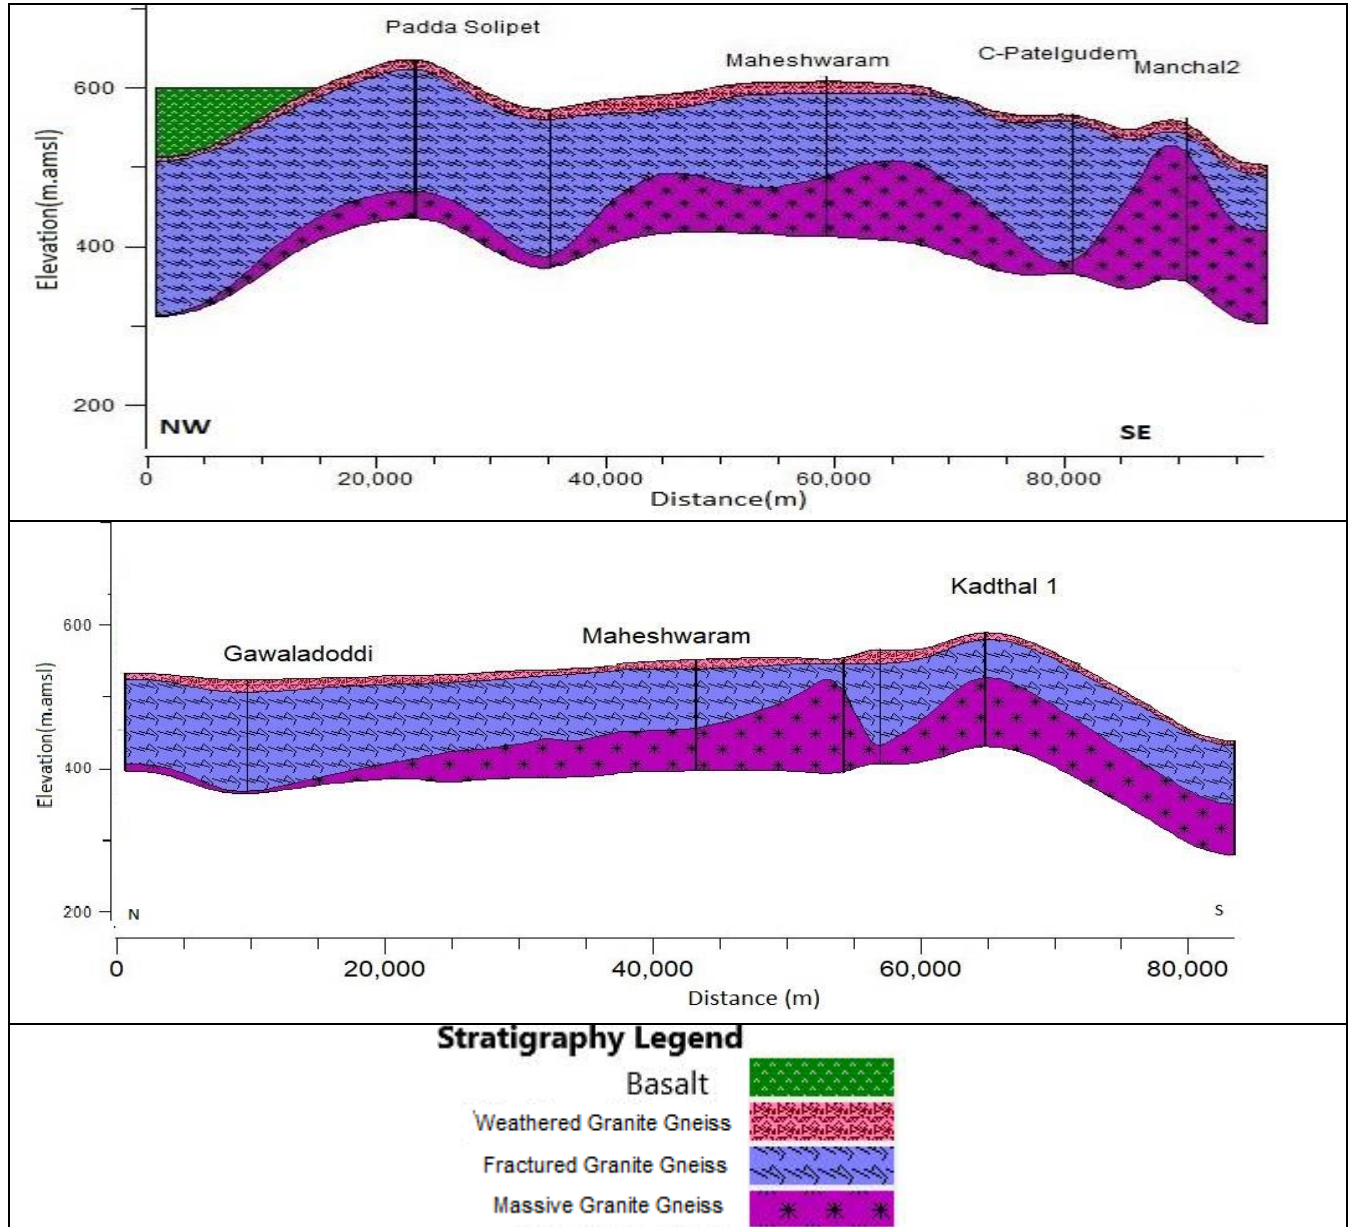 Padda Solipet
Maheshwaram
C-Patelgudem
Manchal2
600
400
200
Elevation(m.amsl)
NW
SE
0
20,000
40,000
60,000
80,000
Distance(m)
Kadthal 1
Maheshwaram
Gawaladoddi
600
400
200
Elevation(m.amsl)
N
S
0
20,000
40,000
60,000
80,000
Distance (m)
Stratigraphy Legend
Basalt
Weathered Granite Gneiss
Fractured Granite Gneiss
Massive Granite Gneiss